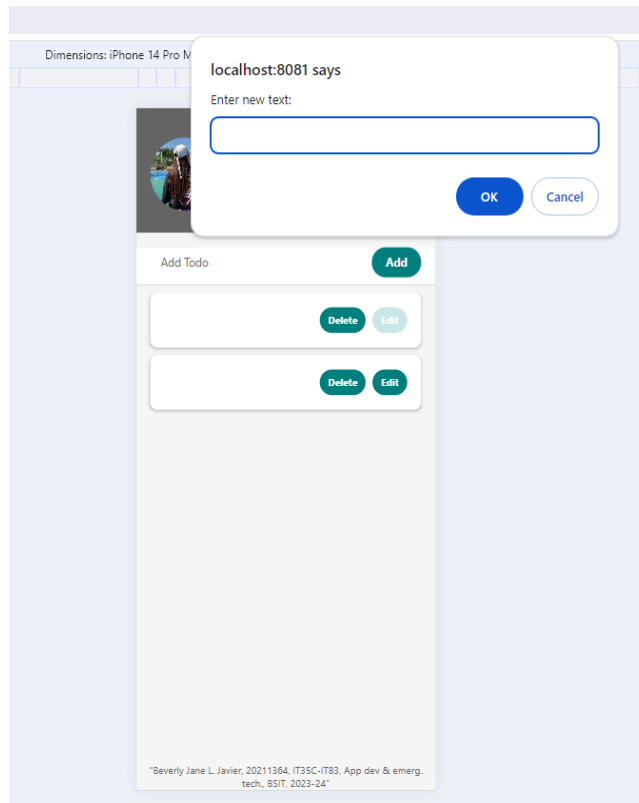 Dimensions: iPhone 14 Pro M
localhost:8081 says
Enter new text:
OK
Cancel
Add Todo
Add
Delete
Edit
Delete
Edit
"Beverly Jane L. Javier, 20211364, IT35C-IT83, App dev & emerg.
tech., BSIT, 2023-24"